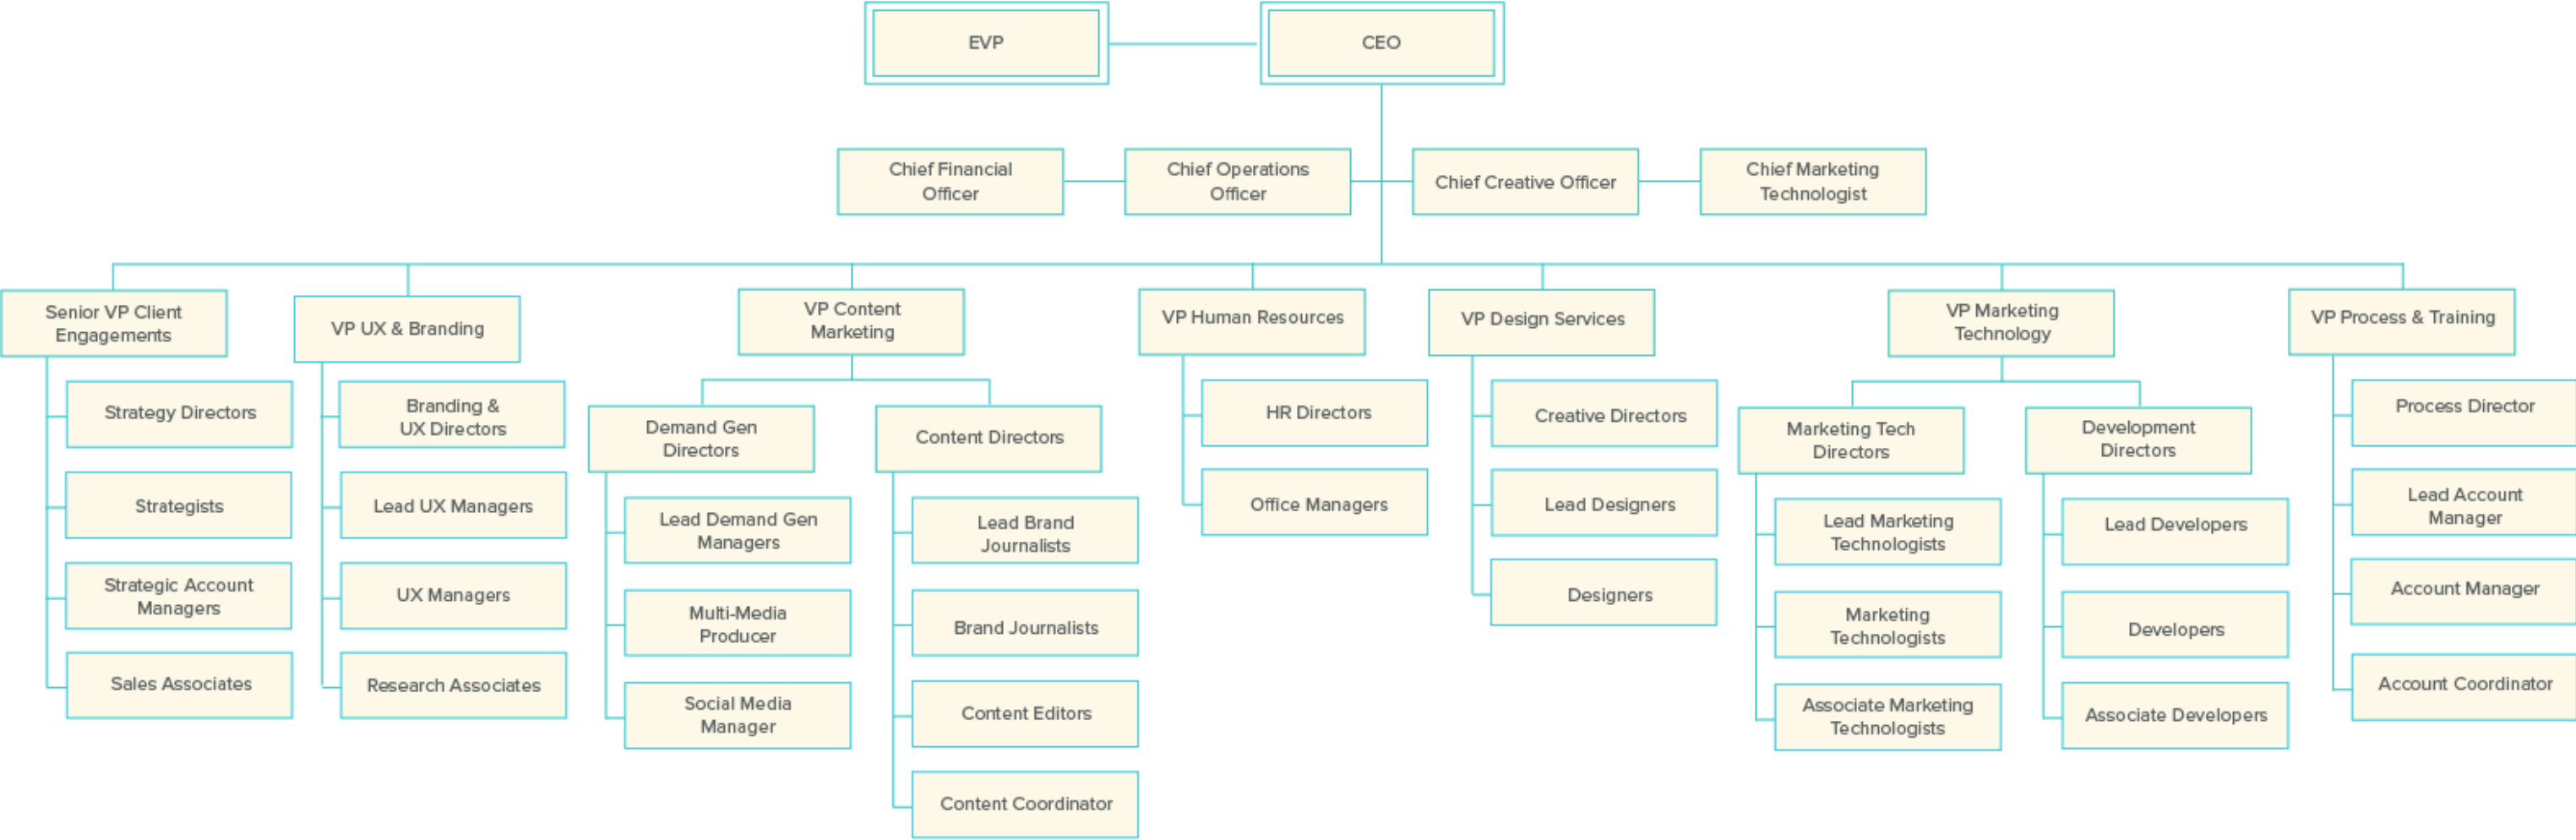 EVP
CEO
Chief Financial
Officer
Chief Operations
Officer
Chief Creative Officer
Chief Marketing
Technologist
Senior VP Client
Engagements
VP UX & Branding
VP Content
Marketing
VP Human Resources
VP Design Services
VP Marketing
Technology
VP Process & Training
Strategy Directors
Strategists
Strategic Account
Managers
Sales Associates
Branding &
UX Directors
Lead UX Managers
UX Managers
Research Associates
Demand Gen
Directors
Lead Demand Gen
Managers
Multi-Media
Producer
Social Media
Manager
Content Directors
Lead Brand
Journalists
Brand Journalists
Content Editors
Content Coordinator
HR Directors
Office Managers
Creative Directors
Lead Designers
Designers
Marketing Tech
Directors
Lead Marketing
Technologists
Marketing
Technologists
Associate Marketing
Technologists
Development
Directors
Lead Developers
Developers
Associate Developers
Process Director
Lead Account
Manager
Account Manager
Account Coordinator